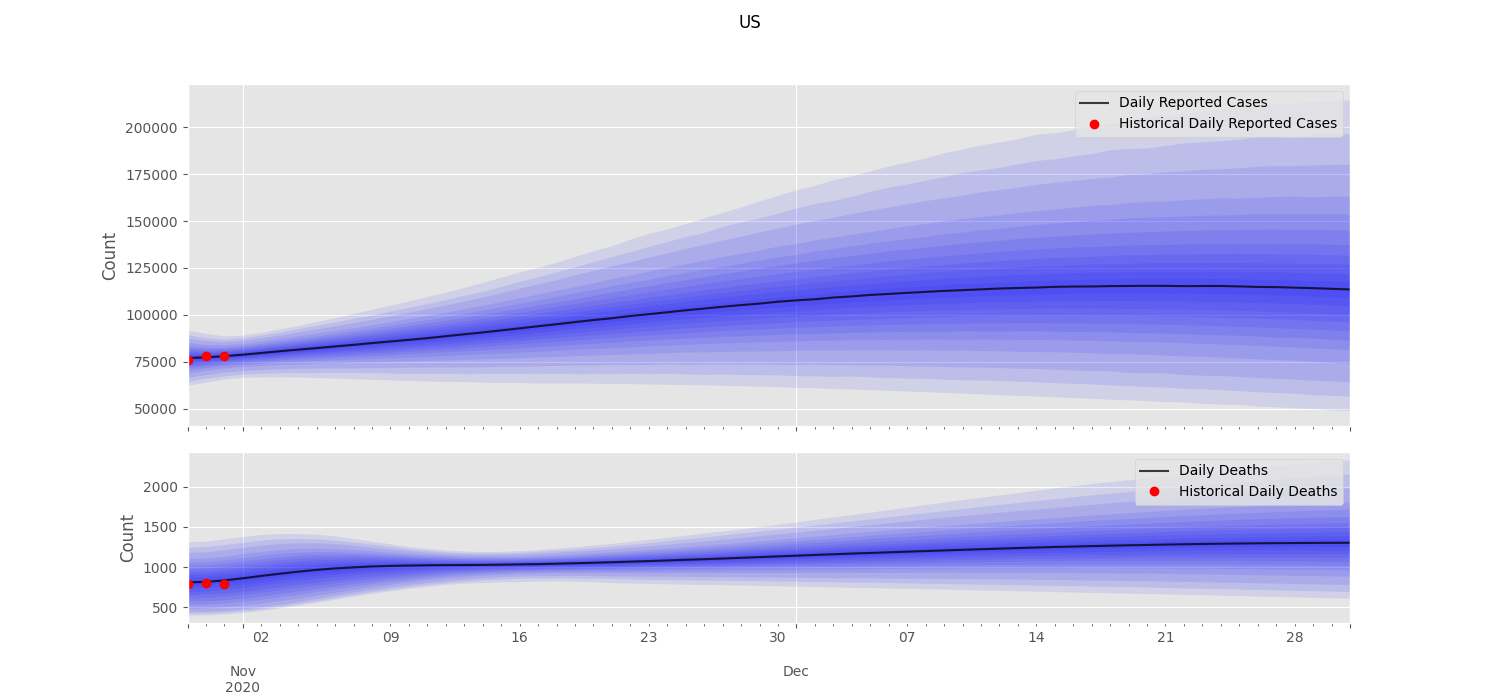 US
Count
200000
175000
150000
125000
100000
75000
50000
Daily Reported Cases
Historical Daily Reported Cases
Count
2000
1500
1000
500
Daily Deaths
Historical Daily Deaths
02 09 16 23 30 07 14 21 28
Nov Dec
2020